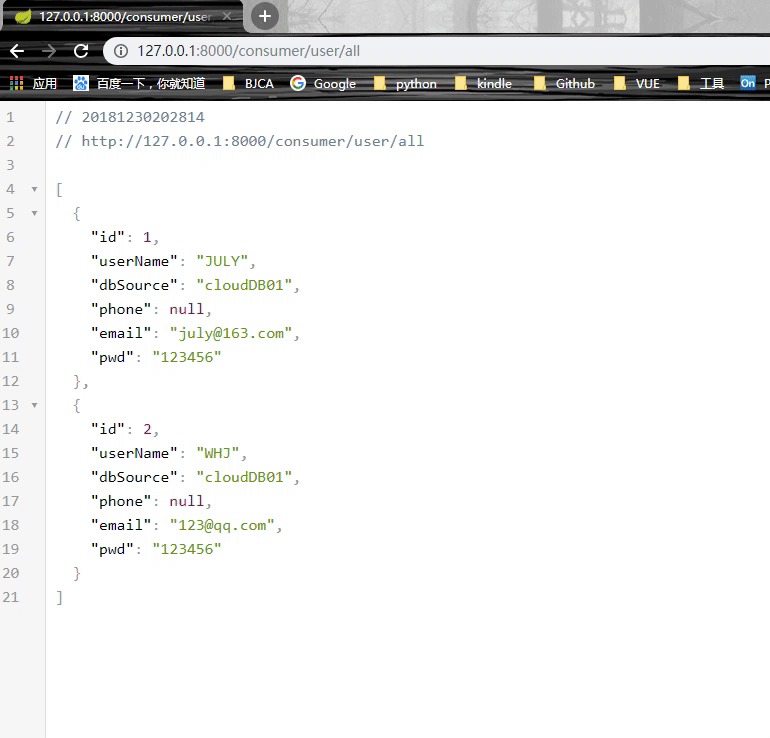 127.0.0.1:8000/consumer/user
127.0.0.1:8000/consumer/user/all
应用 百度一下，你就知道 BJCA Google python kindle Github VUE 工具 On
1 // 20181230202814
2 // http://127.0.0.1:8000/consumer/user/all
3
4 [
5 {
6 "id": 1,
7 "userName": "JULY",
8 "dbSource": "cloudDB01",
9 "phone": null,
10 "email": "july@163.com",
11 "pwd": "123456"
12 },
13 {
14 "id": 2,
15 "userName": "WHJ",
16 "dbSource": "cloudDB01",
17 "phone": null,
18 "email": "123@qq.com",
19 "pwd": "123456"
20 }
21 ]